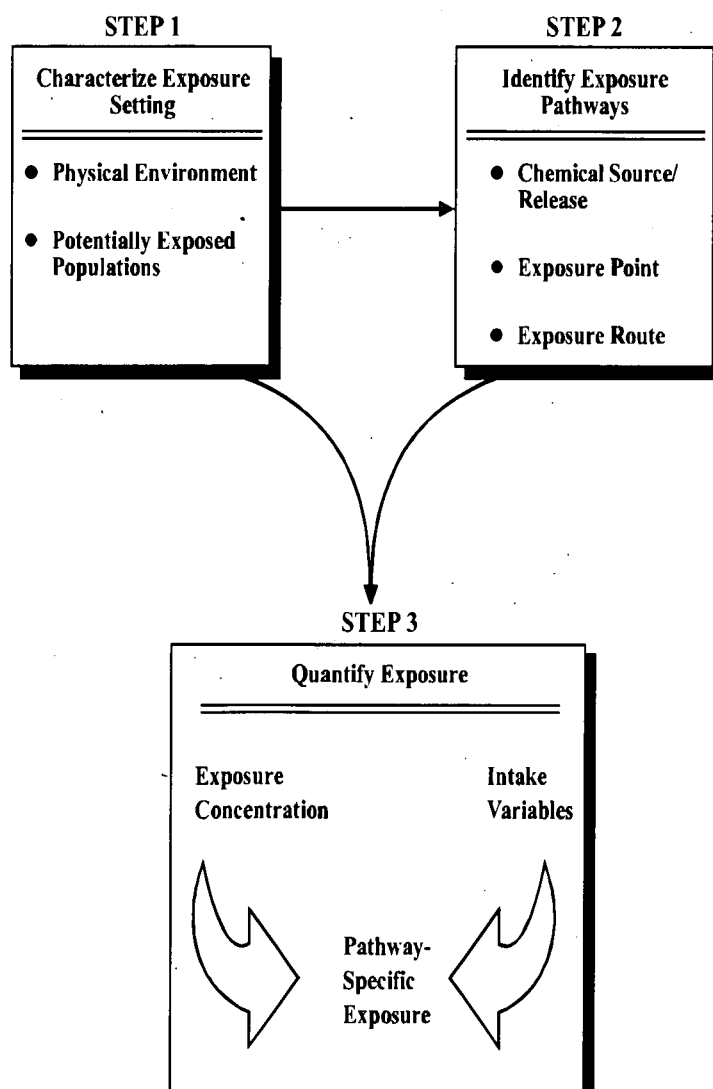 STEP 1
Characterize Exposure
Setting
● Physical Environment
● Potentially Exposed
Populations
STEP 2
Identify Exposure
Pathways
● Chemical Source/
Release
● Exposure Point
● Exposure Route
STEP 3
Quantify Exposure
Exposure
Concentration
Intake
Variables
Pathway-
Specific
Exposure